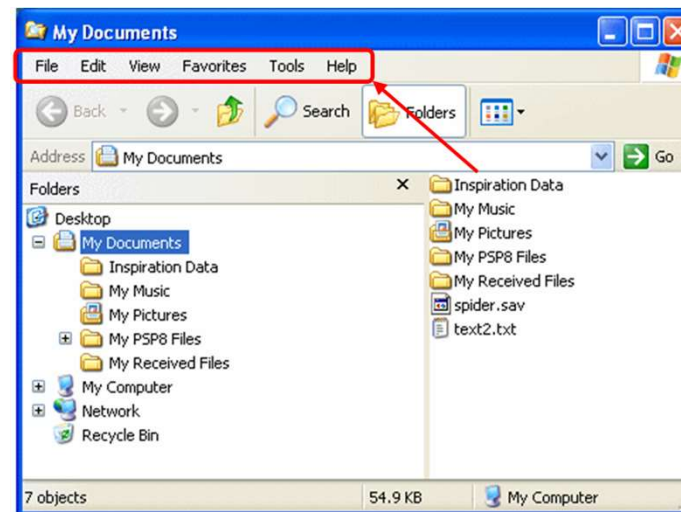 My Documents
File Edit View Favorites Tools Help
Back Search Folders
Address My Documents Go
Folders
Desktop
My Documents
Inspiration Data
My Music
My Pictures
My PSP8 Files
My Received Files
My Computer
Network
Recycle Bin
Inspiration Data
My Music
My Pictures
My PSP8 Files
My Received Files
spider.sav
text2.txt
7 objects 54.9 KB My Computer